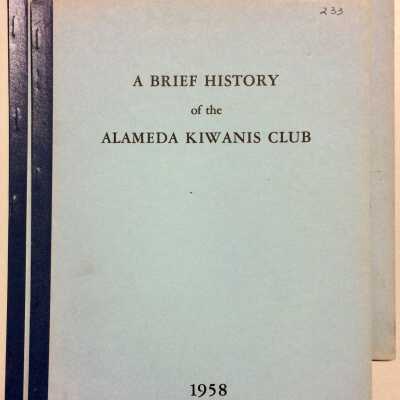 233
A BRIEF HISTORY
of the
ALAMEDA KIWANIS CLUB
1958